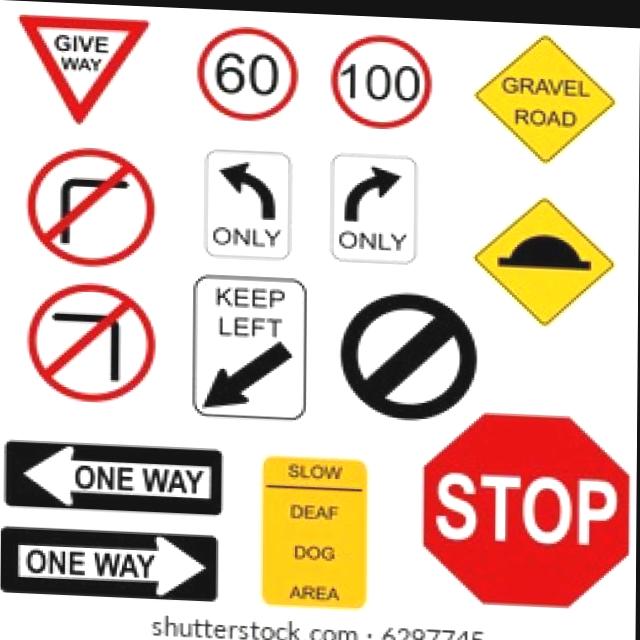 GIVE
WAY
60
100
GRAVEL
ROAD
ONLY
ONLY
KEEP
LEFT
ONE WAY
ONE WAY
SLOW
DEAF
DOG
AREA
STOP
shutterstock.com · 6297745